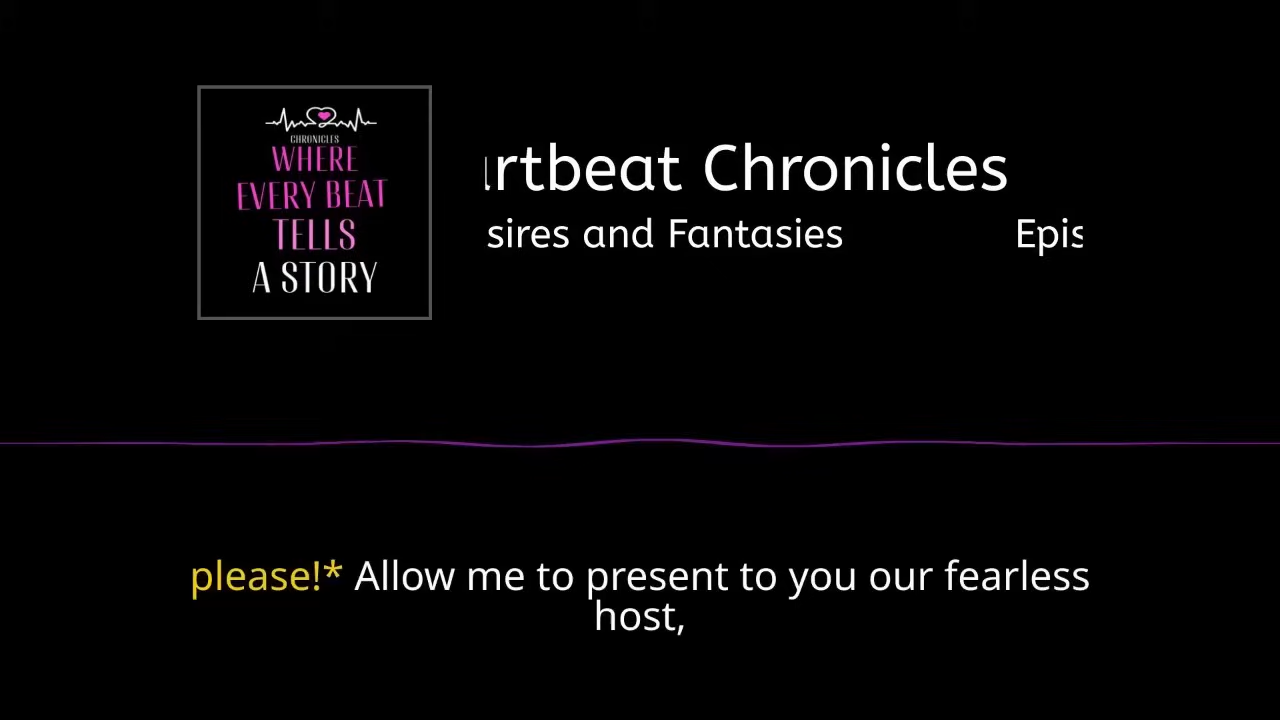 CHRONICLES
WHERE
EVERY BEAT
TELLS
A STORY
rtbeat Chronicles
sires and Fantasies Epis
please!* Allow me to present to you our fearless
host,